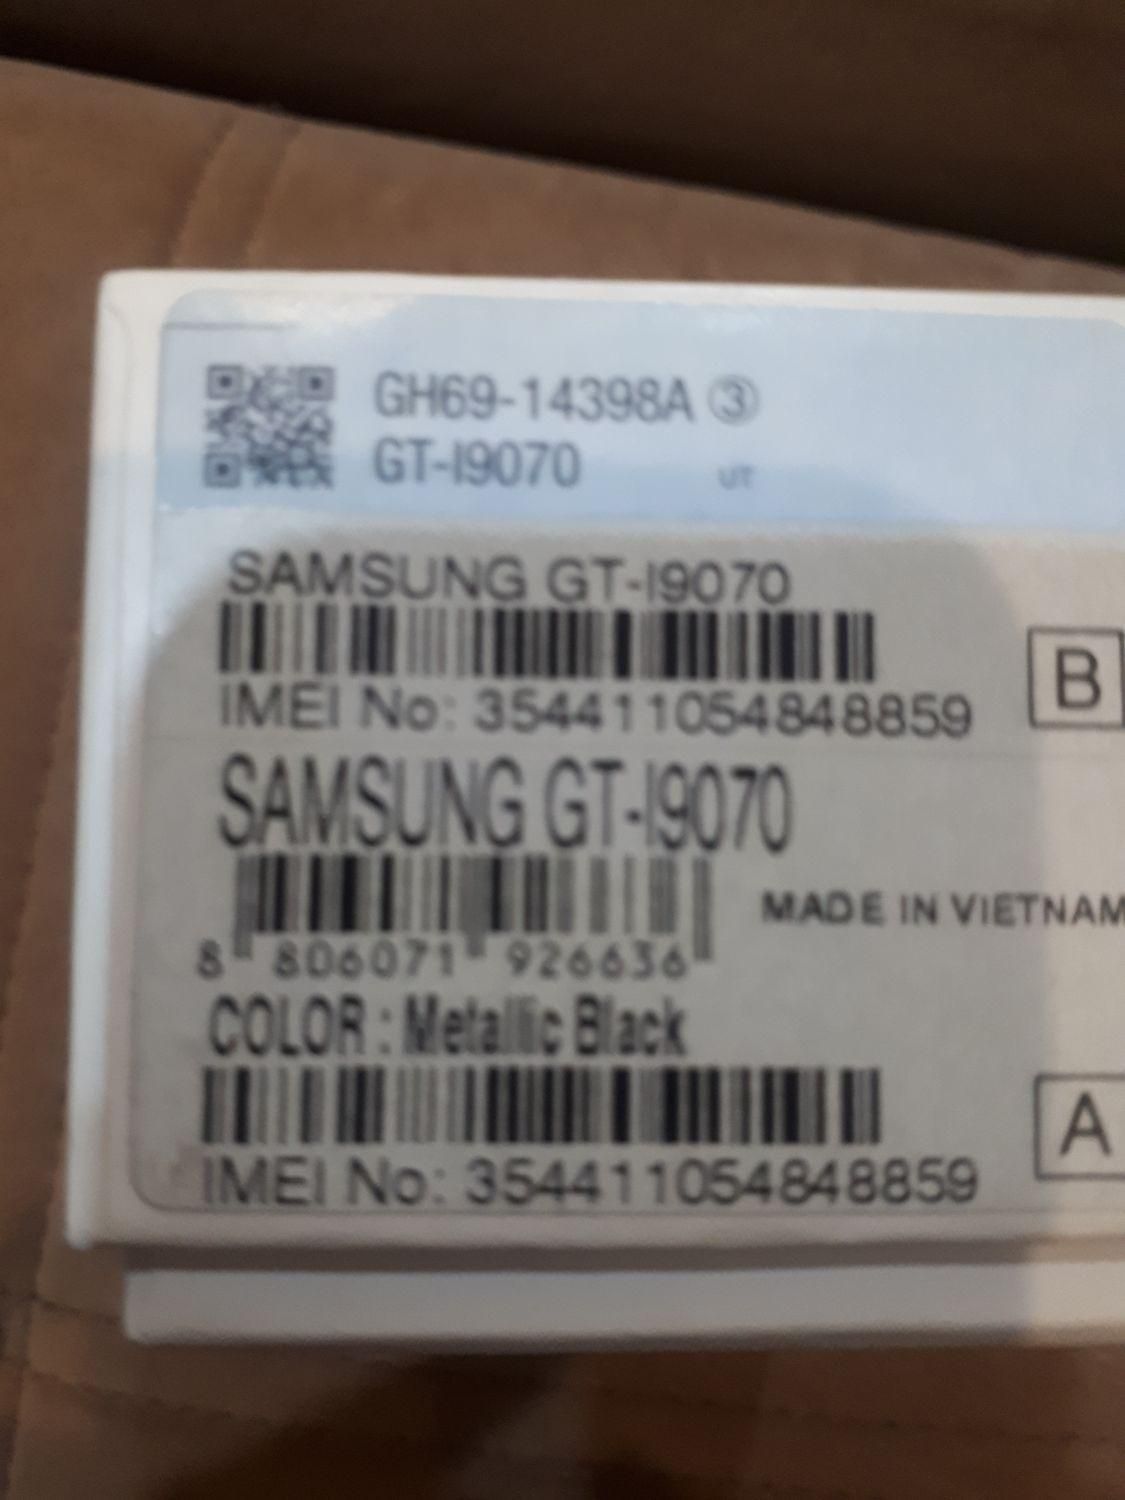 GH69-14398A ③
GT-I9070 UT
SAMSUNG GT-I9070
IMEI No: 354411054848859
B
SAMSUNG GT-I9070
MADE IN VIETNAM
8 806071 926636
COLOR : Metallic Black
A
IMEI No: 354411054848859